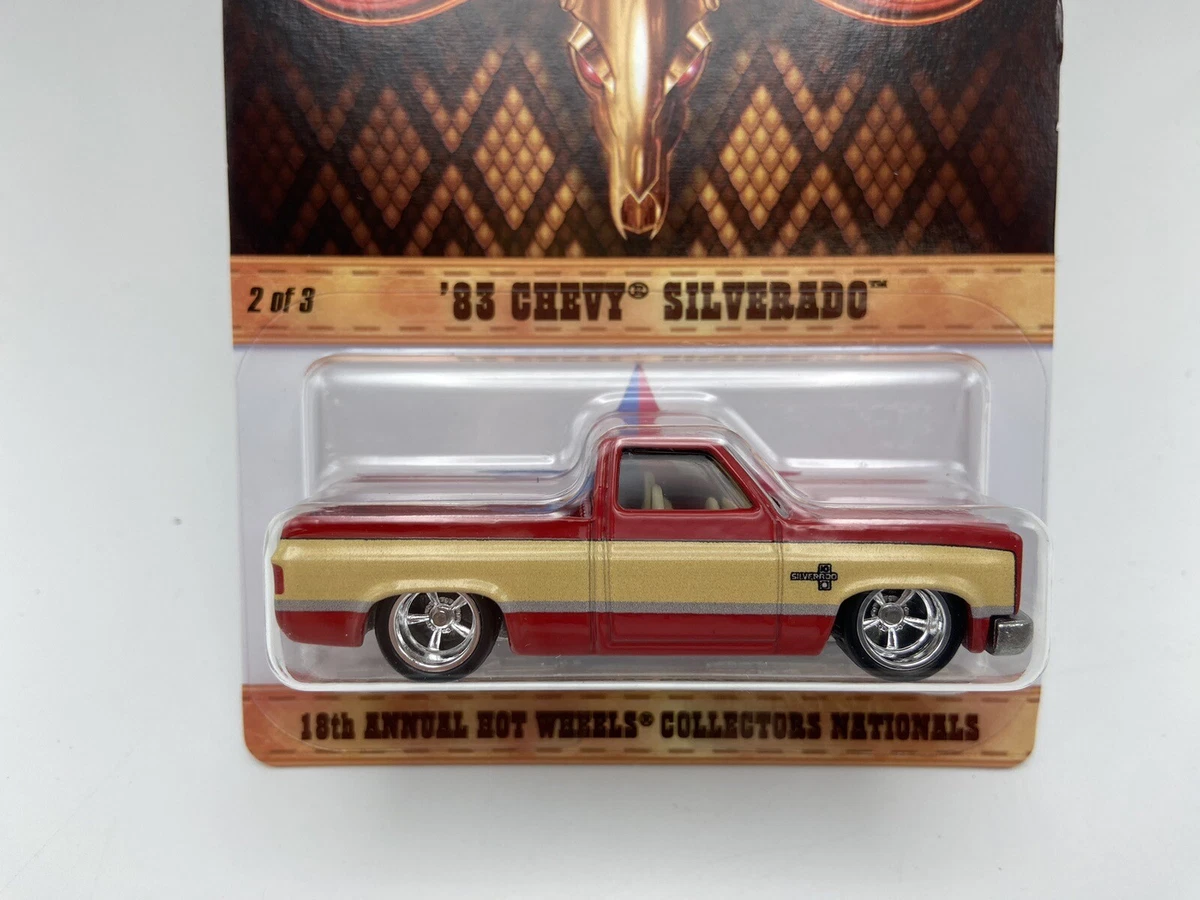 2 of 3
'83 CHEVY® SILVERADO™
SILVERADO
18th ANNUAL HOT WHEELS® COLLECTORS NATIONALS